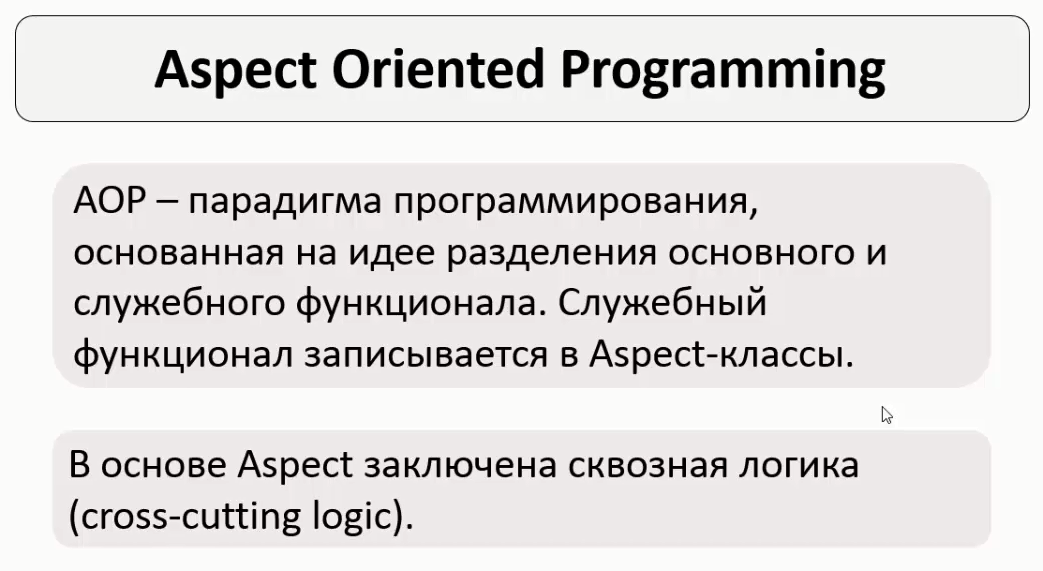 Aspect Oriented Programming
AOP – парадигма программирования,
основанная на идее разделения основного и
служебного функционала. Служебный
функционал записывается в Aspect-классы.
В основе Aspect заключена сквозная логика
(cross-cutting logic).